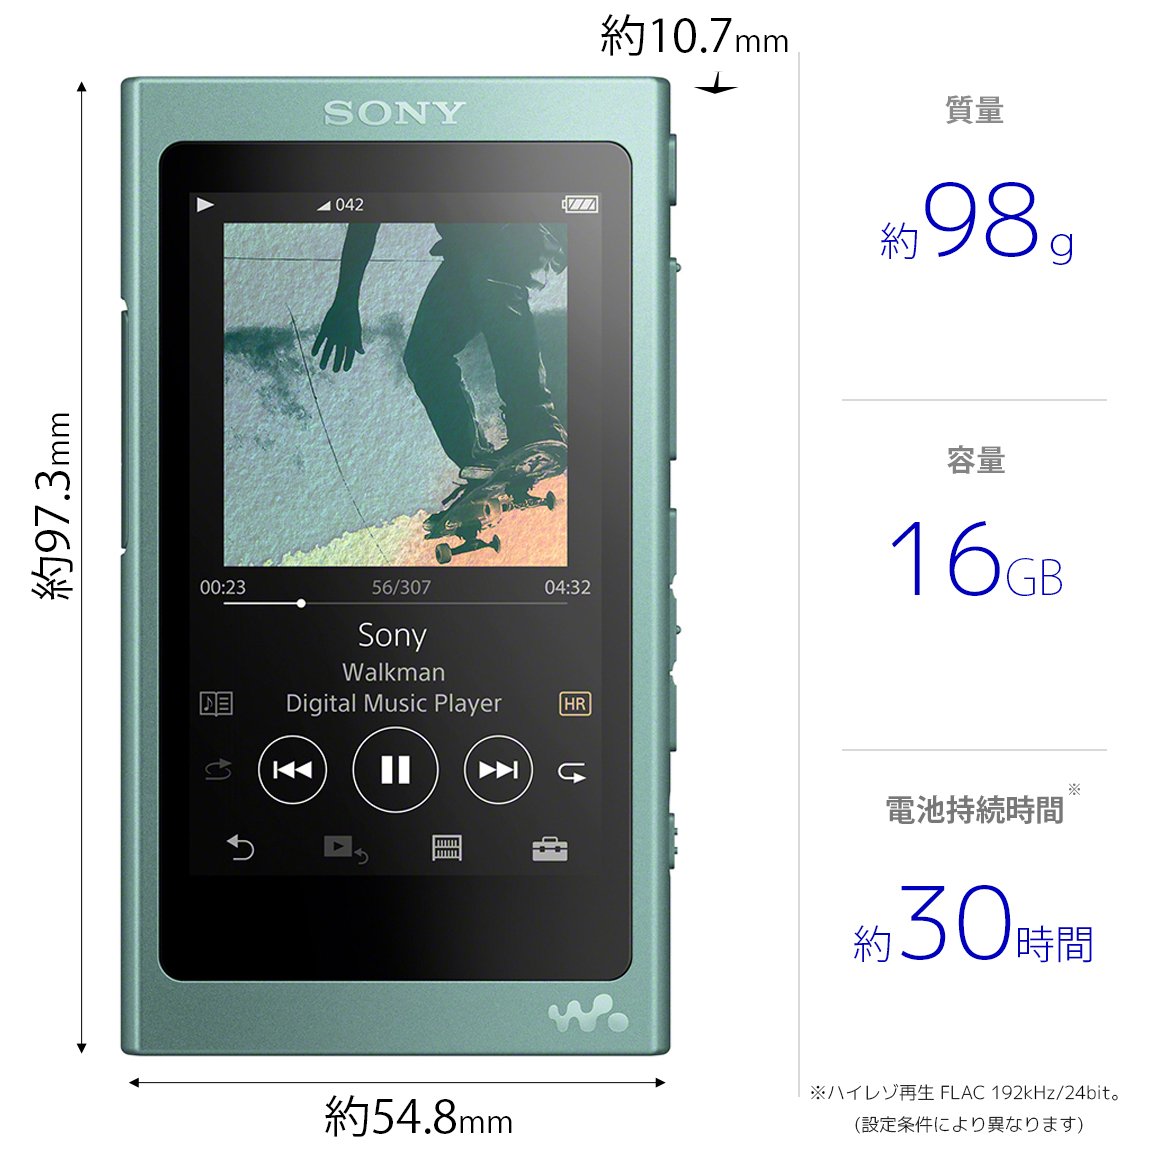 約10.7mm
SONY
042
00:23 56/307 04:32
Sony
Walkman
Digital Music Player
HR
約97.3mm
約54.8mm
質量
約98g
容量
16GB
電池持続時間※
約30時間
※ハイレゾ再生 FLAC 192kHz/24bit。
(設定条件により異なります)